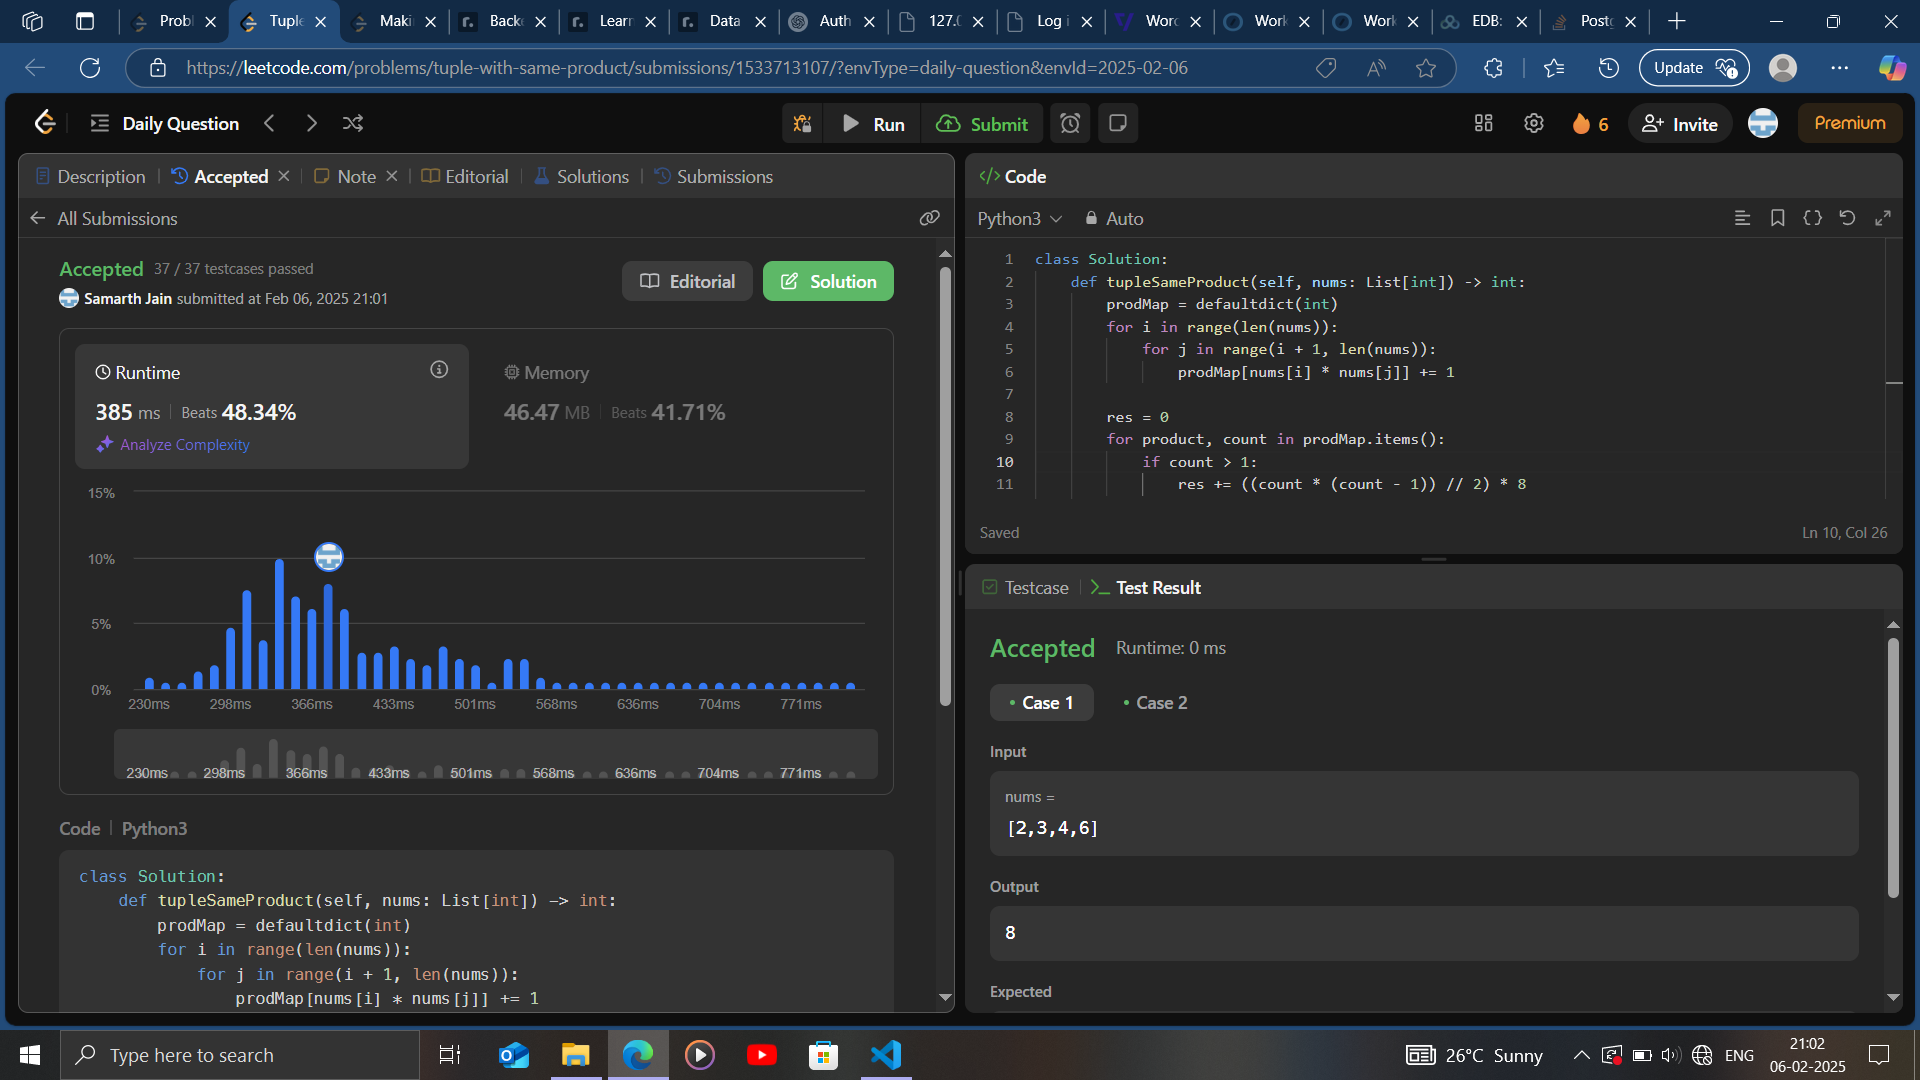 Probl
Tuple
Maki
Back
Learn
Data
Auth
127.0
Log i
Word
Work
Work
EDB:
Postg
https://leetcode.com/problems/tuple-with-same-product/submissions/1533713107/?envType=daily-question&envId=2025-02-06
Update
Daily Question
Run
Submit
6
Invite
Premium
Description
Accepted
Note
Editorial
Solutions
Submissions
All Submissions
Accepted 37 / 37 testcases passed
Samarth Jain submitted at Feb 06, 2025 21:01
Editorial
Solution
Runtime
385 ms Beats 48.34%
Analyze Complexity
Memory
46.47 MB Beats 41.71%
15%
10%
5%
0%
230ms 298ms 366ms 433ms 501ms 568ms 636ms 704ms 771ms
230ms 298ms 366ms 433ms 501ms 568ms 636ms 704ms 771ms
Code Python3
class Solution:
def tupleSameProduct(self, nums: List[int]) -> int:
prodMap = defaultdict(int)
for i in range(len(nums)):
for j in range(i + 1, len(nums)):
prodMap[nums[i] * nums[j]] += 1
</> Code
Python3 Auto
1 class Solution:
2 def tupleSameProduct(self, nums: List[int]) -> int:
3 prodMap = defaultdict(int)
4 for i in range(len(nums)):
5 for j in range(i + 1, len(nums)):
6 prodMap[nums[i] * nums[j]] += 1
7
8 res = 0
9 for product, count in prodMap.items():
10 if count > 1:
11 res += ((count * (count - 1)) // 2) * 8
Saved
Ln 10, Col 26
Testcase
Test Result
Accepted Runtime: 0 ms
Case 1
Case 2
Input
nums =
[2,3,4,6]
Output
8
Expected
Type here to search
26°C Sunny
ENG
21:02
06-02-2025